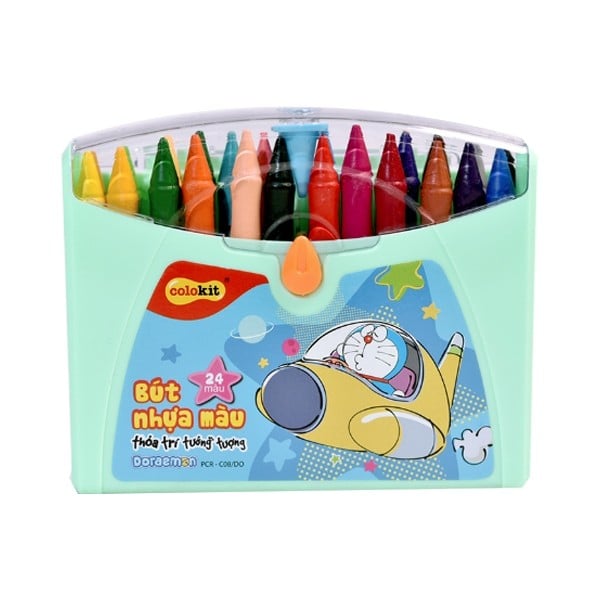 colokit
24
màu
Bút
nhựa màu
thỏa trí tưởng tượng
Doraemon PCR - C08/DO